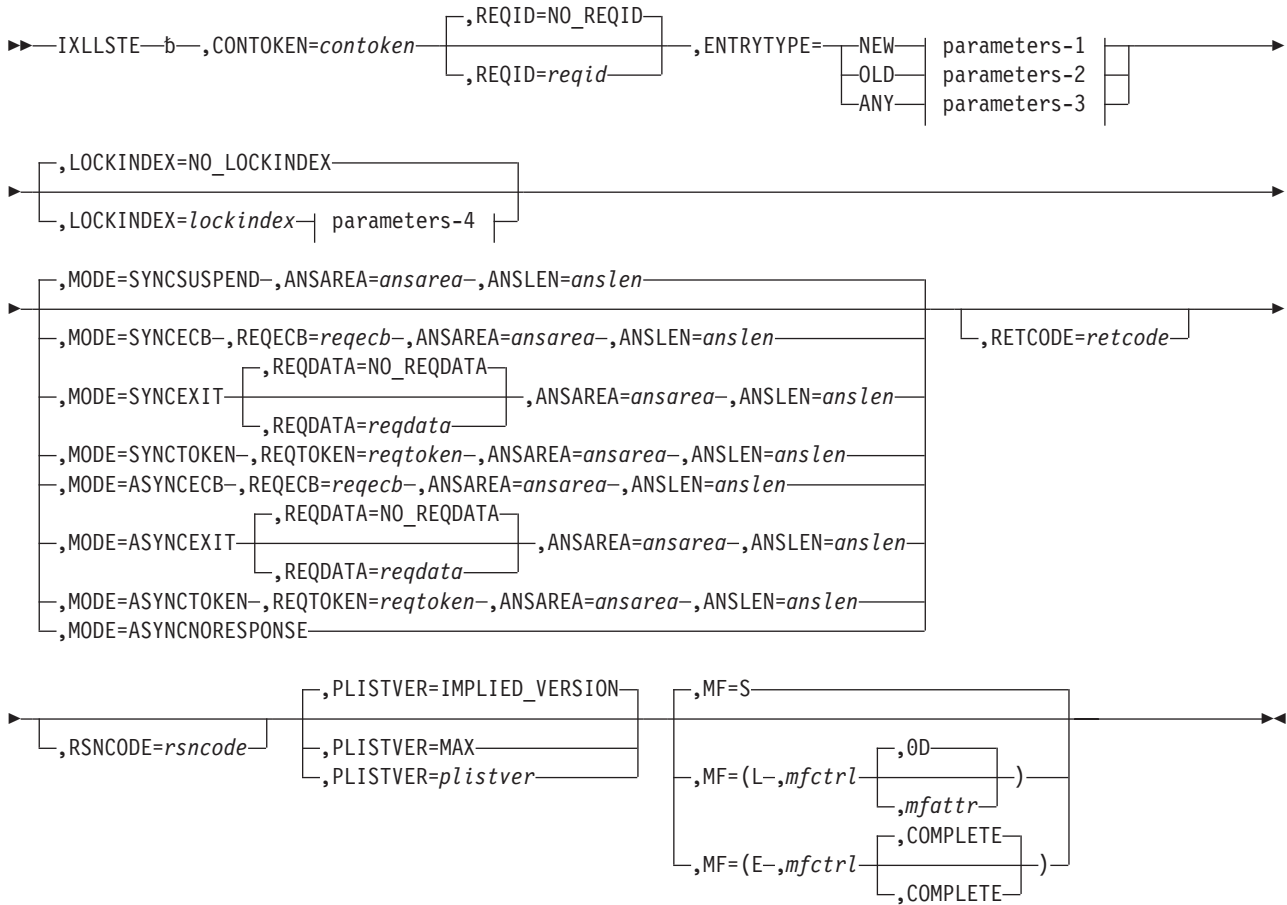 ,REQID=NO_REQID
IXLLSTE ƀ ,CONTOKEN=contoken ,ENTRYTYPE= NEW parameters-1
,REQID=reqid OLD parameters-2
ANY parameters-3
,LOCKINDEX=NO_LOCKINDEX
,LOCKINDEX=lockindex parameters-4
,MODE=SYNCSUSPEND ,ANSAREA=ansarea ,ANSLEN=anslen
,RETCODE=retcode
,MODE=SYNCECB ,REQECB=reqecb ,ANSAREA=ansarea ,ANSLEN=anslen
,REQDATA=NO_REQDATA
,MODE=SYNCEXIT ,ANSAREA=ansarea ,ANSLEN=anslen
,REQDATA=reqdata
,MODE=SYNCTOKEN ,REQTOKEN=reqtoken ,ANSAREA=ansarea ,ANSLEN=anslen
,MODE=ASYNCECB ,REQECB=reqecb ,ANSAREA=ansarea ,ANSLEN=anslen
,REQDATA=NO_REQDATA
,MODE=ASYNCEXIT ,ANSAREA=ansarea ,ANSLEN=anslen
,REQDATA=reqdata
,MODE=ASYNCTOKEN ,REQTOKEN=reqtoken ,ANSAREA=ansarea ,ANSLEN=anslen
,MODE=ASYNCNORESPONSE
,PLISTVER=IMPLIED_VERSION ,MF=S
,RSNCODE=rsncode ,PLISTVER=MAX ,0D
,PLISTVER=plistver ,MF=(L ,mfctrl )
,mfattr
,COMPLETE
,MF=(E ,mfctrl )
,COMPLETE